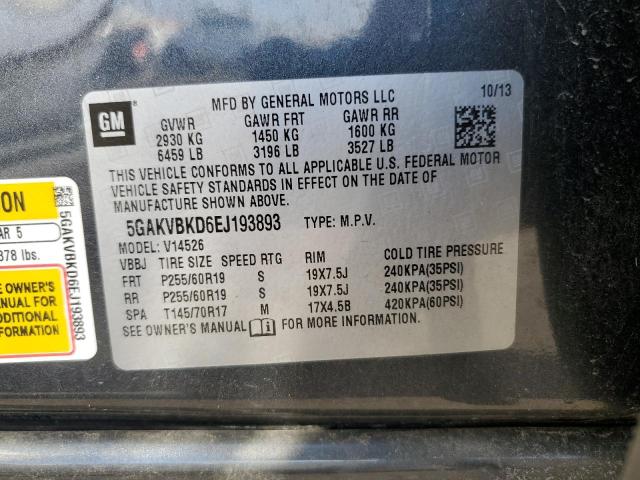 MFD BY GENERAL MOTORS LLC 10/13
GM
GVWR GAWR FRT GAWR RR
2930 KG 1450 KG 1600 KG
6459 LB 3196 LB 3527 LB
THIS VEHICLE CONFORMS TO ALL APPLICABLE U.S. FEDERAL MOTOR
VEHICLE SAFETY STANDARDS IN EFFECT ON THE DATE OF
MANUFACTURE SHOWN ABOVE.
5GAKVBKD6EJ193893 TYPE: M.P.V.
MODEL: V14526
VBBJ TIRE SIZE SPEED RTG RIM COLD TIRE PRESSURE
FRT P255/60R19 S 19X7.5J 240KPA(35PSI)
RR P255/60R19 S 19X7.5J 240KPA(35PSI)
SPA T145/70R17 M 17X4.5B 420KPA(60PSI)
SEE OWNER'S MANUAL FOR MORE INFORMATION.
ION
AR 5
378 lbs.
E OWNER'S
NUAL FOR
DDITIONAL
ORMATION
5GAKVBKD6EJ193893